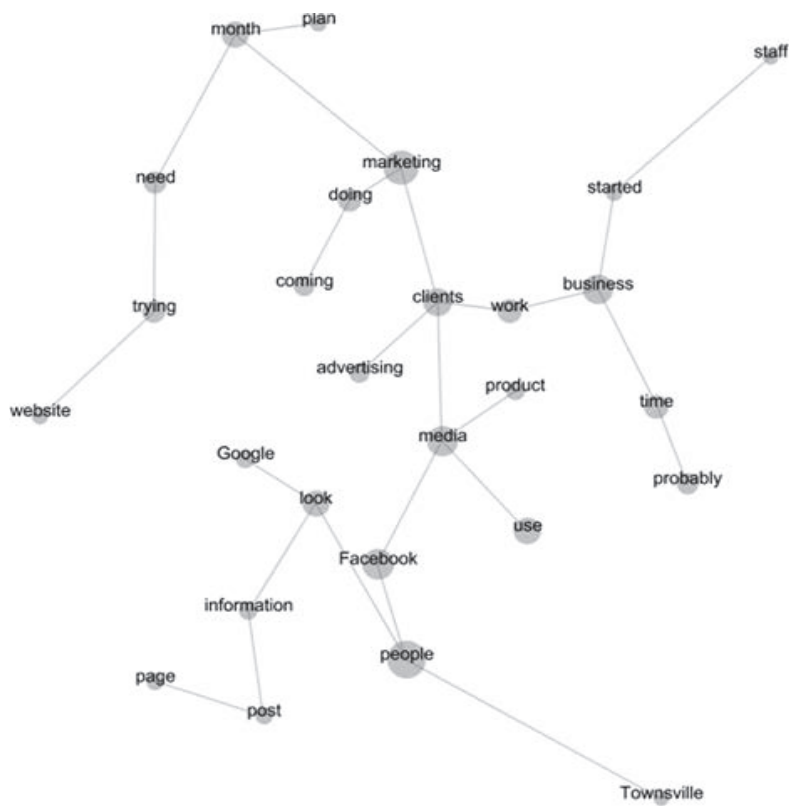 plan
month
staff
marketing
need
doing
started
coming
business
clients
work
trying
advertising
product
time
website
media
Google
probably
look
use
Facebook
information
people
page
post
Townsville